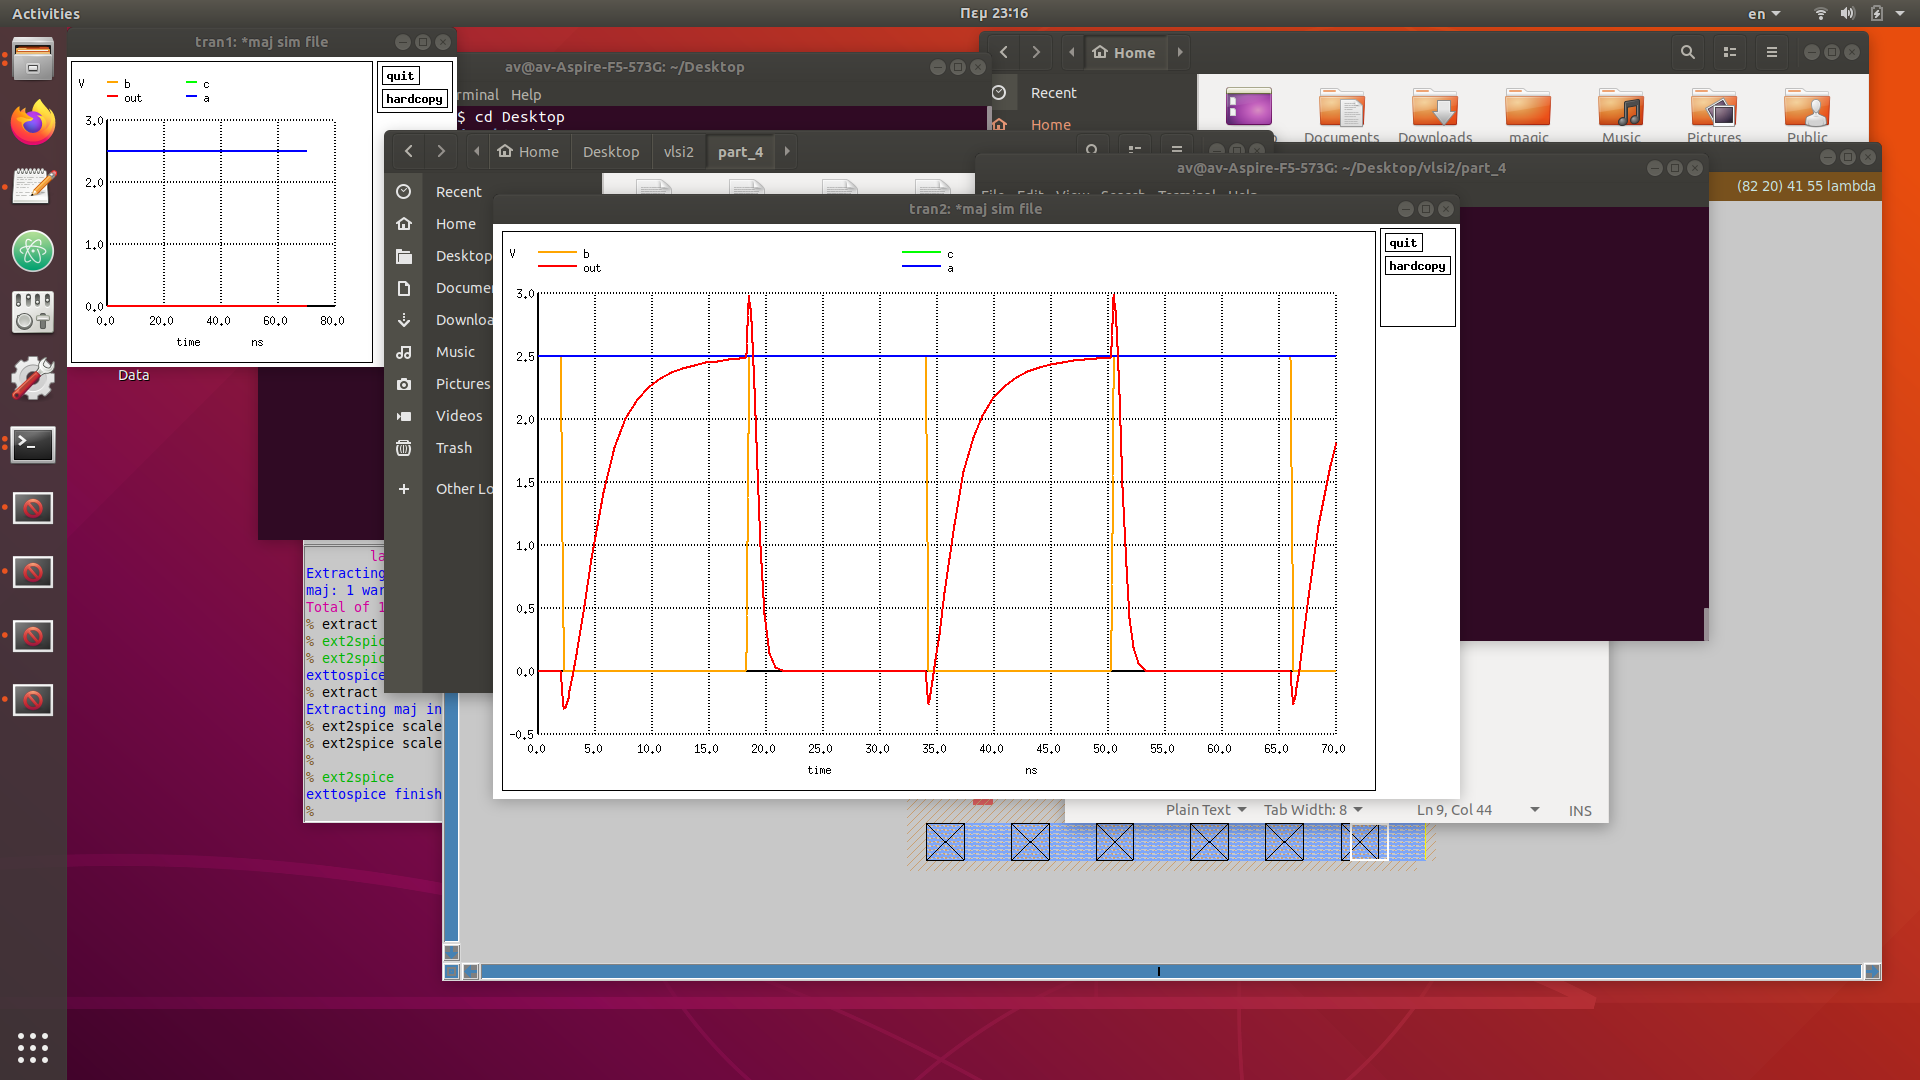 Activities
Πεμ 23:16
en
tran1: *maj sim file
V
b
c
out
a
quit
hardcopy
3.0
2.0
1.0
0.0
0.0 20.0 40.0 60.0 80.0
time ns
Data
av@av-Aspire-F5-573G: ~/Desktop
rminal Help
$ cd Desktop
Home
Recent
Home
Documents
Downloads
magic
Music
Pictures
Public
Home
Desktop
vlsi2
part_4
Recent
Home
Desktop
Music
Pictures
Videos
Trash
av@av-Aspire-F5-573G: ~/Desktop/vlsi2/part_4
(82 20) 41 55 lambda
tran2: *maj sim file
V
b
c
out
a
quit
hardcopy
3.0
2.5
2.0
1.5
1.0
0.5
0.0
-0.5
0.0 5.0 10.0 15.0 20.0 25.0 30.0 35.0 40.0 45.0 50.0 55.0 60.0 65.0 70.0
time ns
Extracting
maj: 1 war
Total of 1
% extract
% ext2spic
% ext2spic
exttospice
% extract
Extracting maj in
% ext2spice scale
% ext2spice scale
%
% ext2spice
exttospice finish
%
Plain Text
Tab Width: 8
Ln 9, Col 44
INS